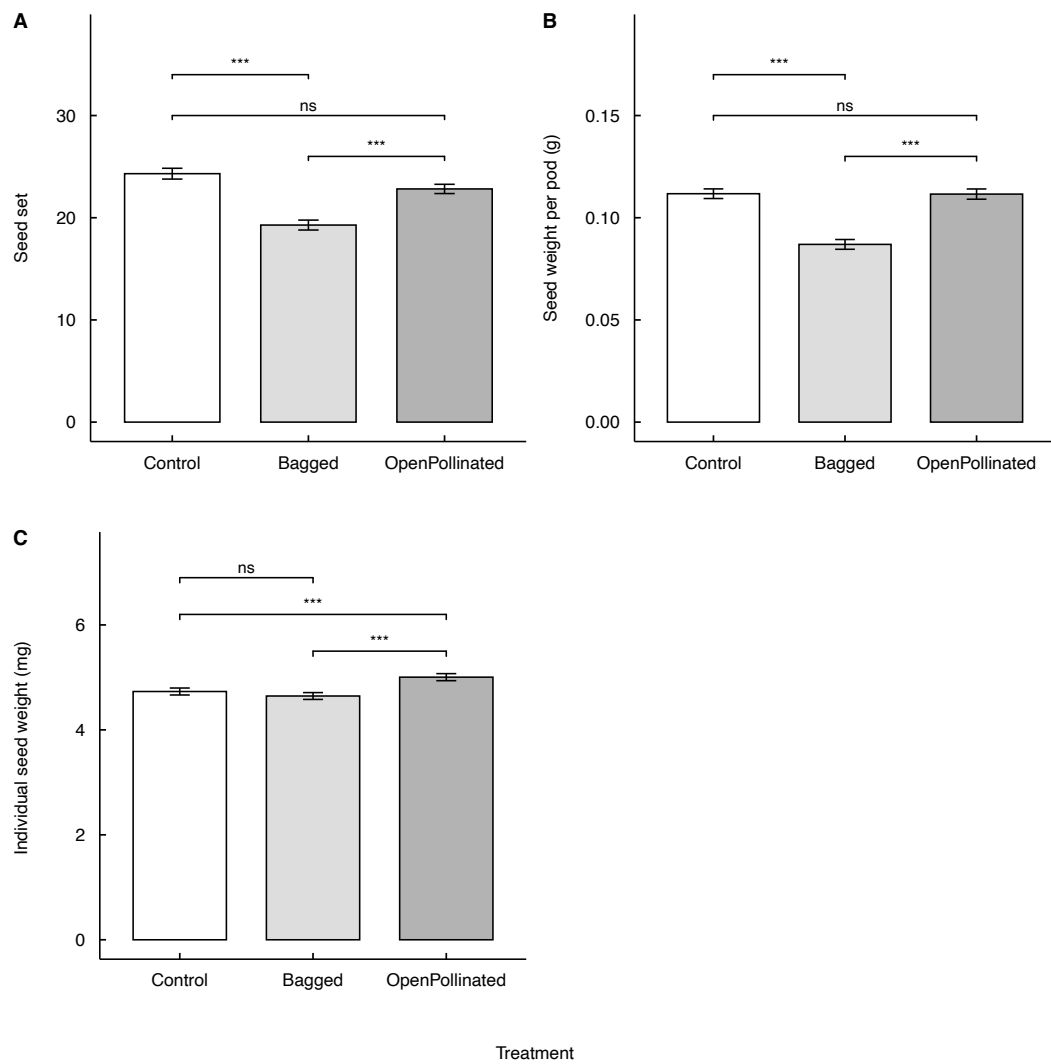 A
Seed set
30
20
10
0
***
ns
***
Control Bagged OpenPollinated
B
Seed weight per pod (g)
0.15
0.10
0.05
0.00
***
ns
***
Control Bagged OpenPollinated
C
Individual seed weight (mg)
6
4
2
0
ns
***
***
Control Bagged OpenPollinated
Treatment